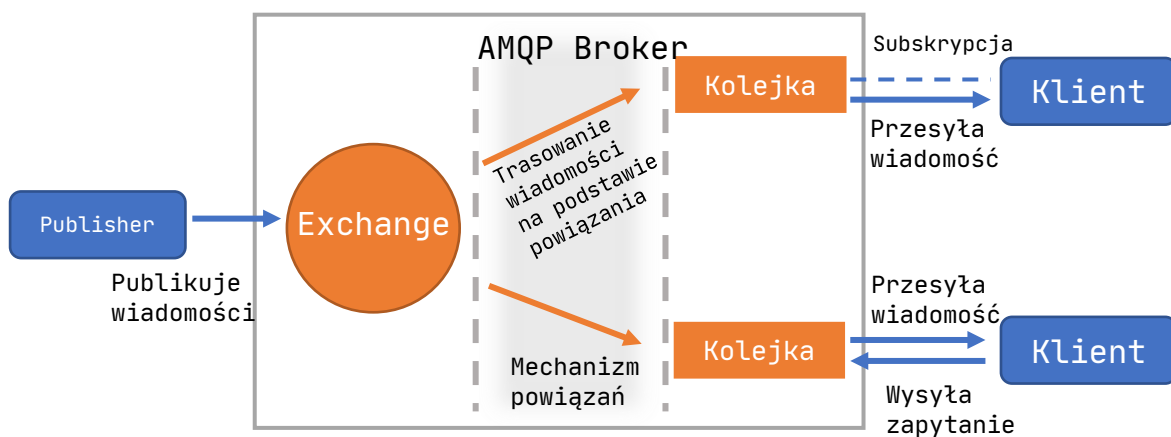 AMQP Broker
Publisher
Publikuje
wiadomości
Exchange
Trasowanie
wiadomości
na podstawie
powiązania
Mechanizm
powiązań
Kolejka
Subskrypcja
Przesyła
wiadomość
Klient
Kolejka
Przesyła
wiadomość
Wysyła
zapytanie
Klient